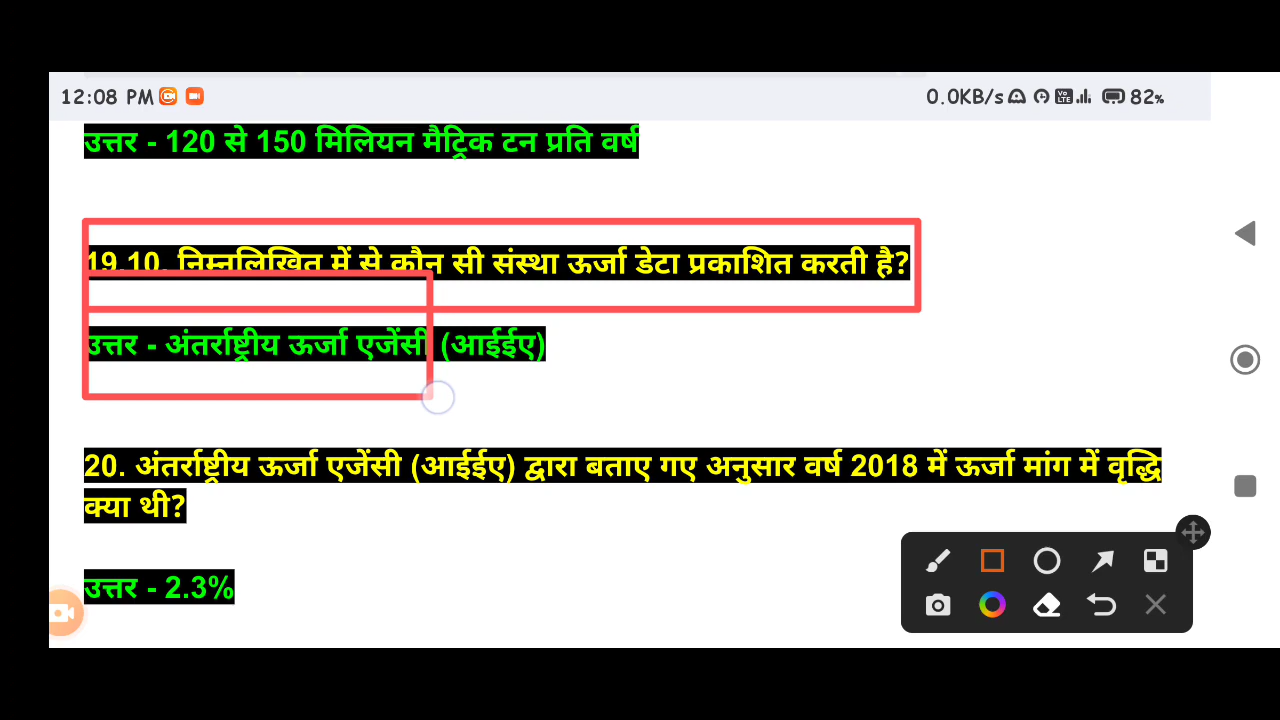 12:08 PM 0.0KB/s Vo LTE 82%
उत्तर - 120 से 150 मिलियन मैट्रिक टन प्रति वर्ष
19.10. निम्नलिखित में से कौन सी संस्था ऊर्जा डेटा प्रकाशित करती है?
उत्तर - अंतर्राष्ट्रीय ऊर्जा एजेंसी (आईईए)
20. अंतर्राष्ट्रीय ऊर्जा एजेंसी (आईईए) द्वारा बताए गए अनुसार वर्ष 2018 में ऊर्जा मांग में वृद्धि
क्या थी?
उत्तर - 2.3%